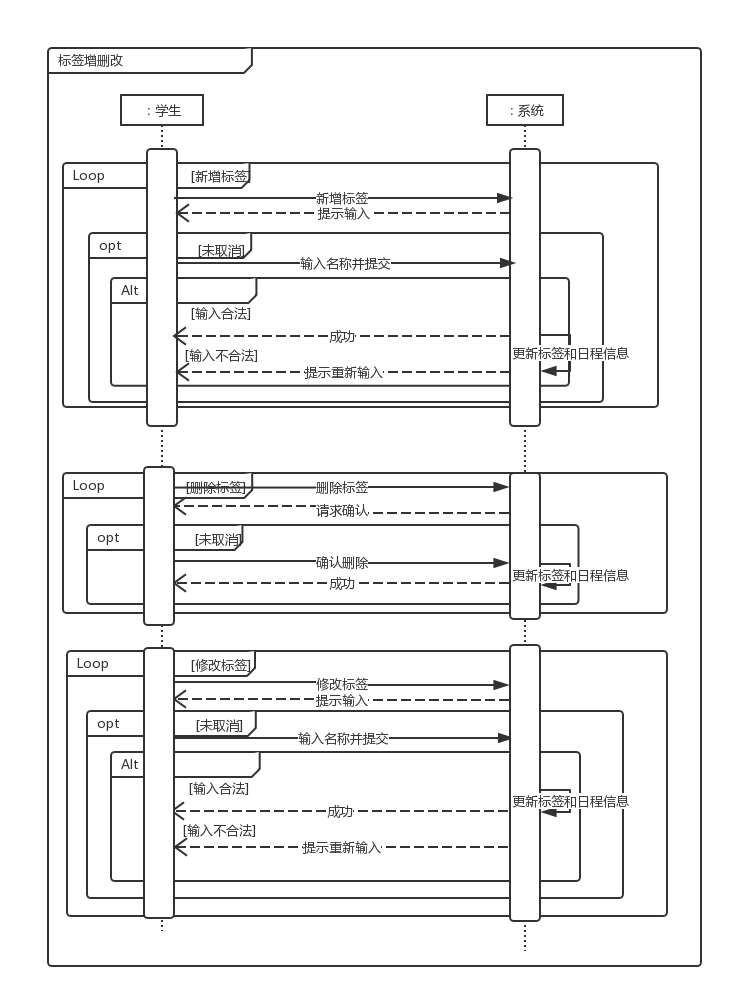 标签增删改
: 学生
: 系统
Loop
[新增标签]
新增标签
提示输入
opt
[未取消]
输入名称并提交
Alt
[输入合法]
成功
更新标签和日程信息
[输入不合法]
提示重新输入
Loop
[删除标签]
删除标签
请求确认
opt
[未取消]
确认删除
更新标签和日程信息
成功
Loop
[修改标签]
修改标签
提示输入
opt
[未取消]
输入名称并提交
Alt
[输入合法]
更新标签和日程信息
成功
[输入不合法]
提示重新输入